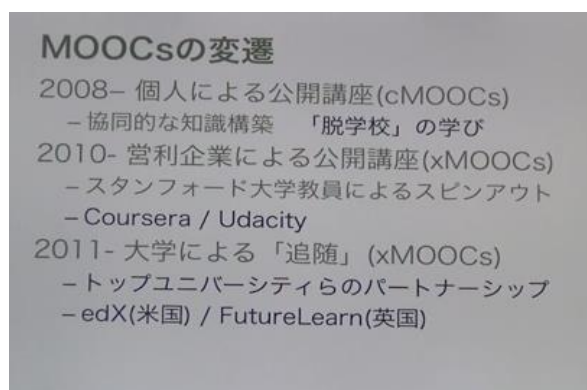 MOOCsの変遷
2008– 個人による公開講座(cMOOCs)
– 協同的な知識構築　「脱学校」の学び
2010- 営利企業による公開講座(xMOOCs)
– スタンフォード大学教員によるスピンアウト
– Coursera / Udacity
2011- 大学による「追随」(xMOOCs)
– トップユニバーシティらのパートナーシップ
– edX(米国) / FutureLearn(英国)